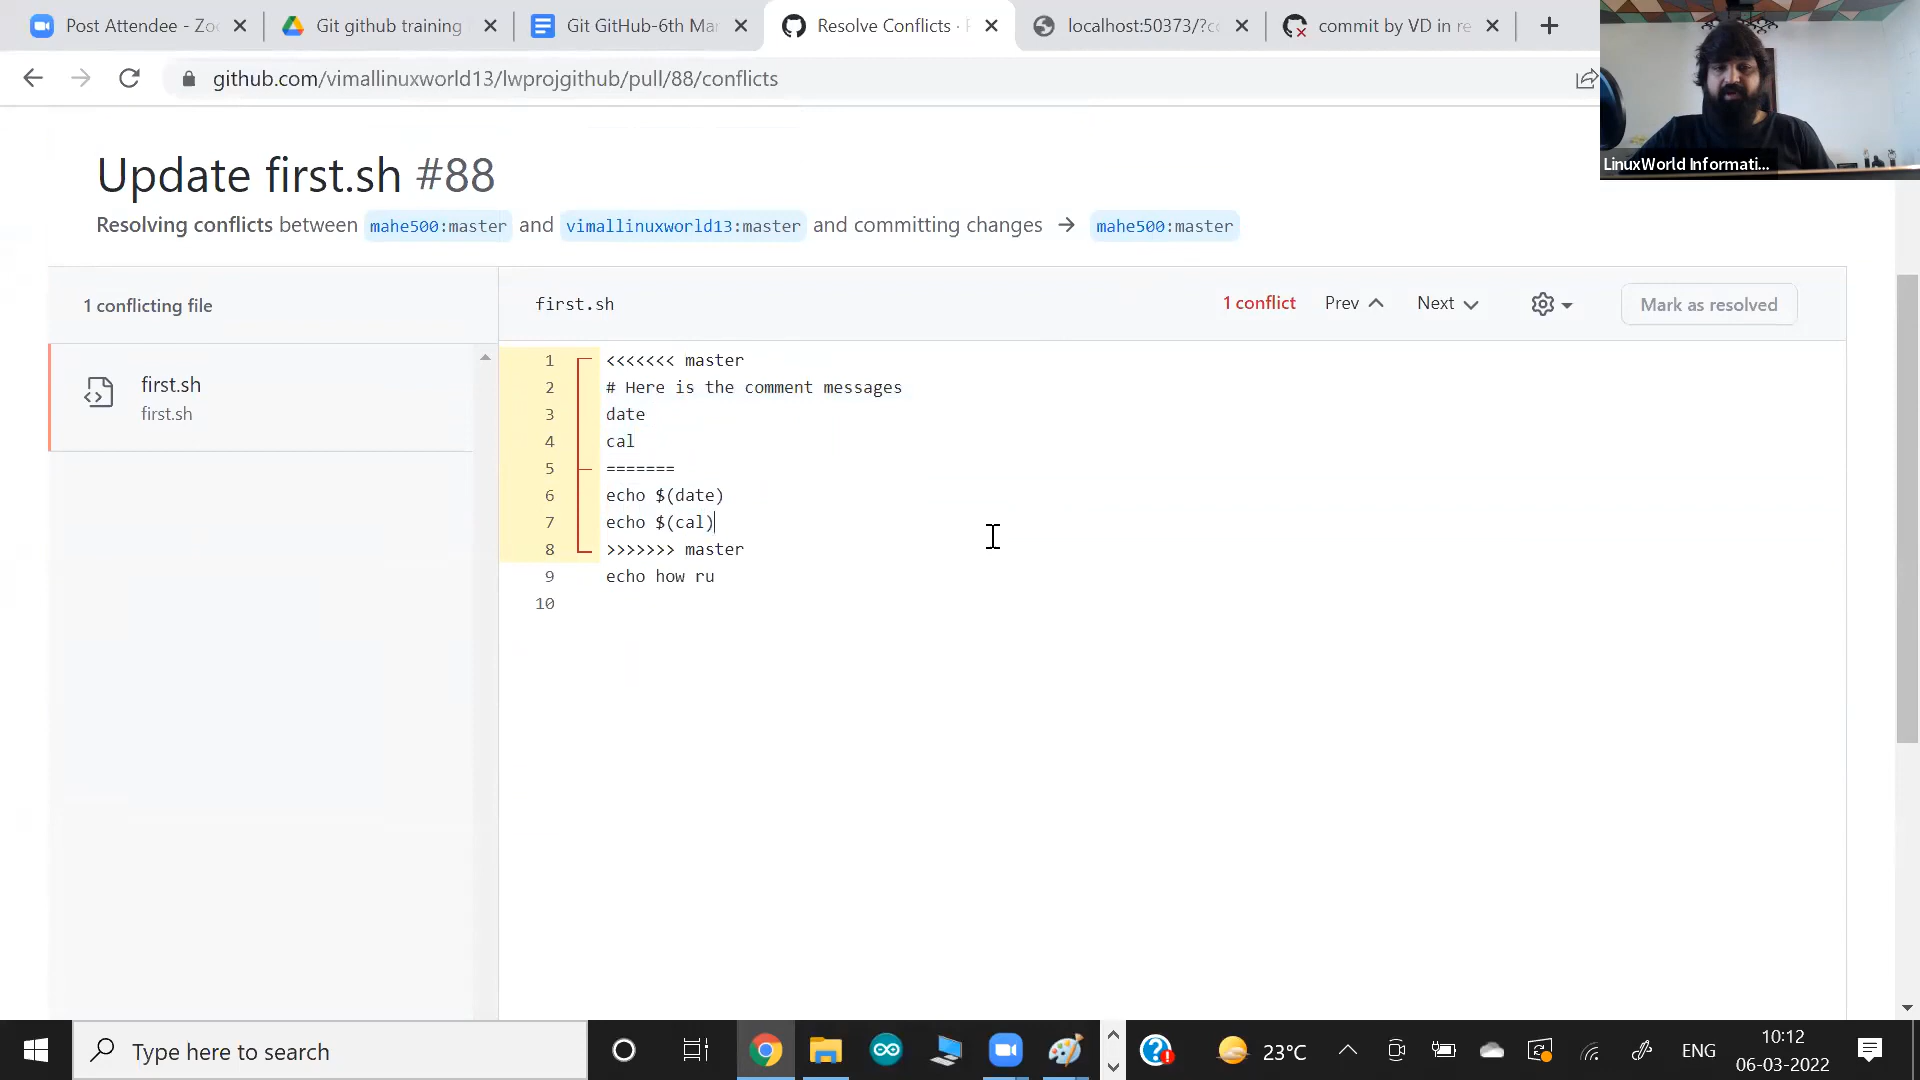 Post Attendee - Zo
Git github training
Git GitHub-6th Mar
Resolve Conflicts ·
localhost:50373/?c
commit by VD in re
github.com/vimallinuxworld13/lwprojgithub/pull/88/conflicts
LinuxWorld Informati...
Update first.sh #88
Resolving conflicts between mahe500:master and vimallinuxworld13:master and committing changes → mahe500:master
1 conflicting file
first.sh
1 conflict
Prev
Next
Mark as resolved
first.sh
first.sh
1 <<<<<<< master
2 # Here is the comment messages
3 date
4 cal
5 =======
6 echo $(date)
7 echo $(cal)
8 >>>>>>> master
9 echo how ru
10
Type here to search
23°C
ENG
10:12
06-03-2022